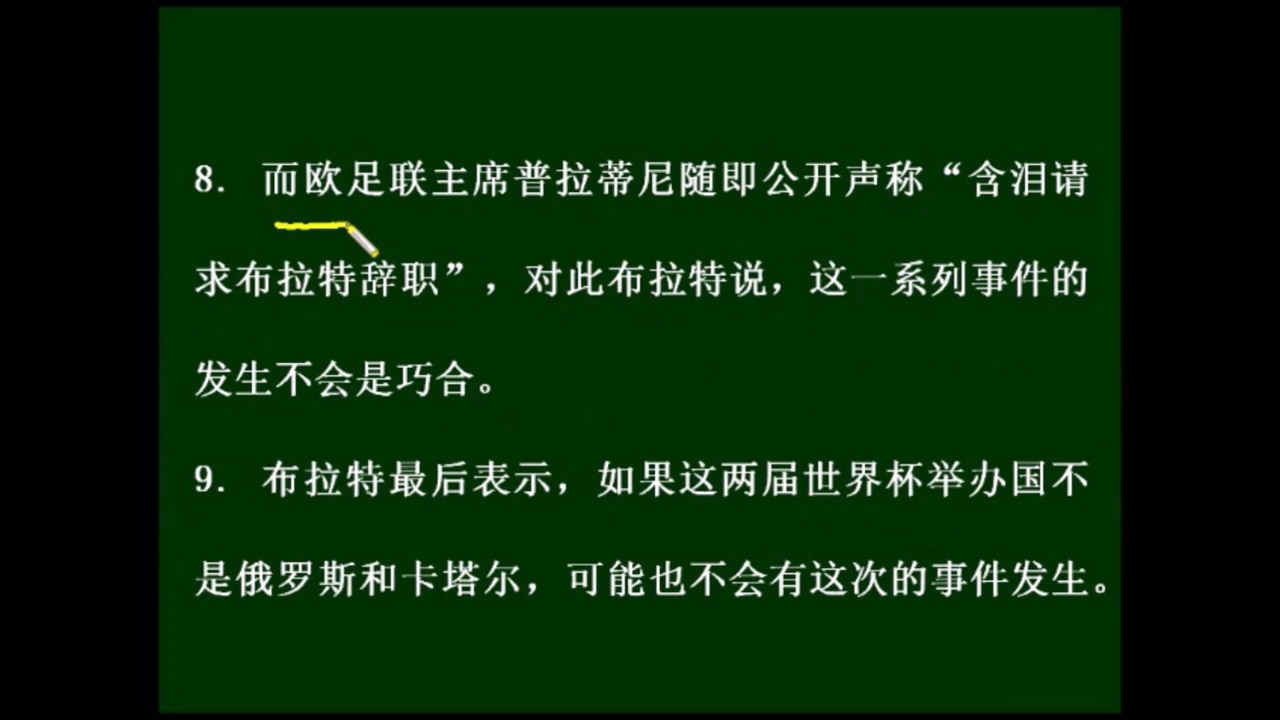 8. 而欧足联主席普拉蒂尼随即公开声称“含泪请
求布拉特辞职”，对此布拉特说，这一系列事件的
发生不会是巧合。
9. 布拉特最后表示，如果这两届世界杯举办国不
是俄罗斯和卡塔尔，可能也不会有这次的事件发生。